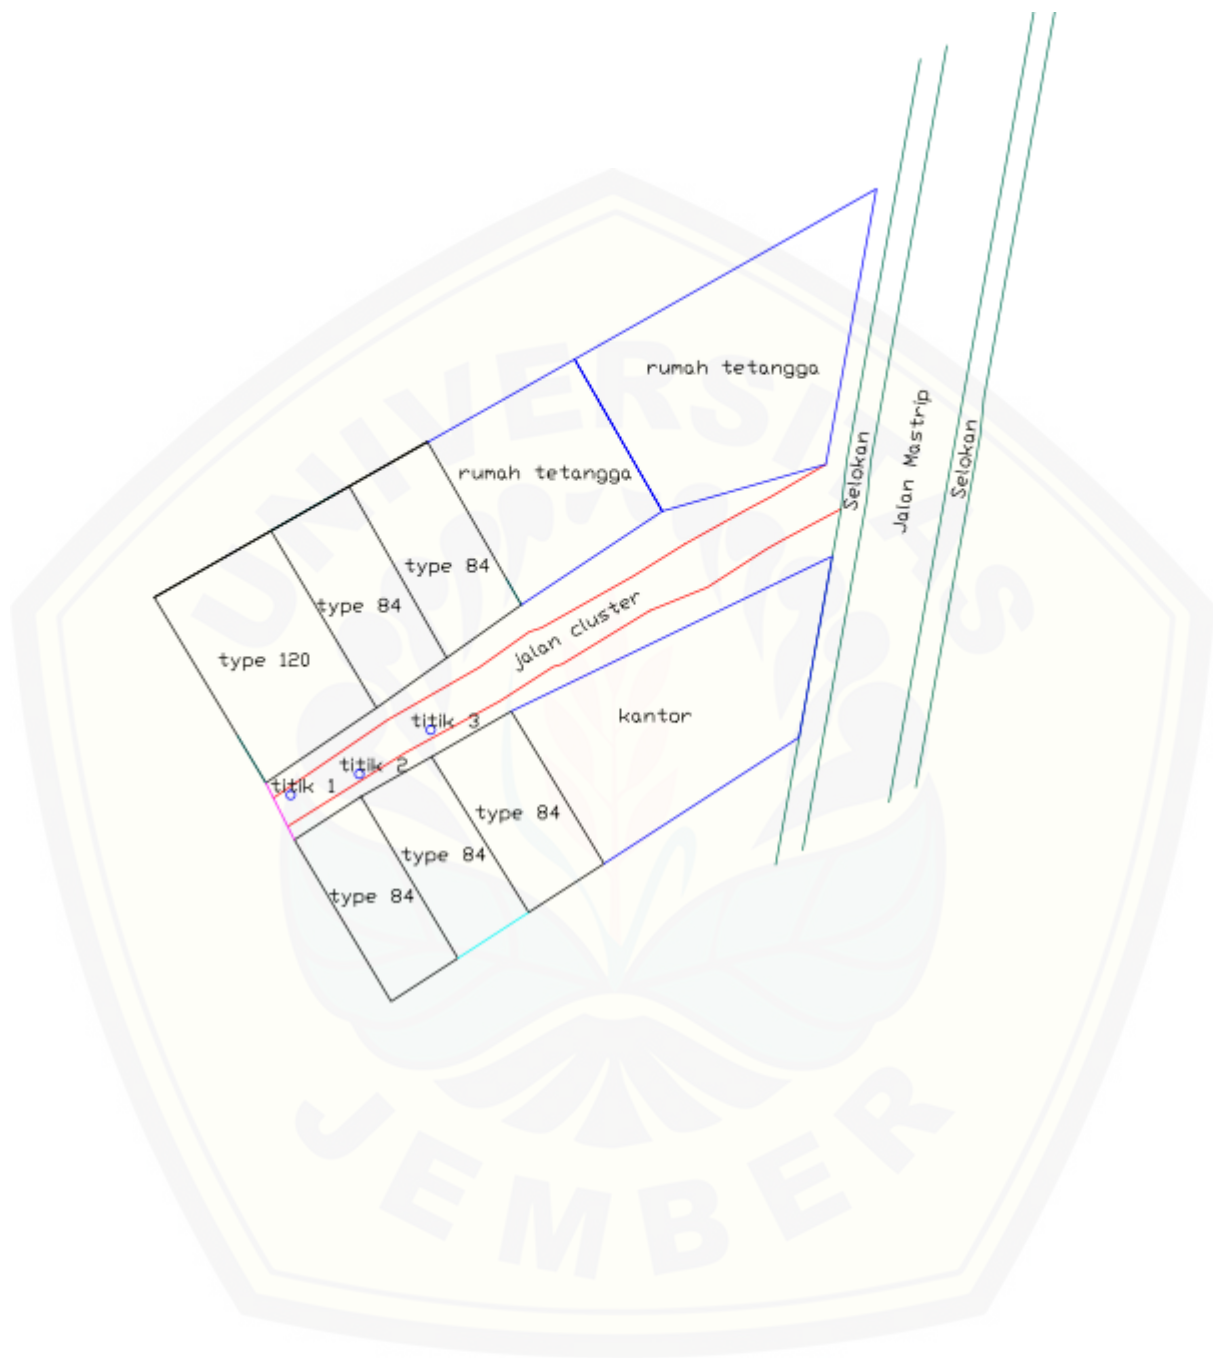 UNIVERSITAS
rumah tetangga
rumah tetangga
Selokan
Jalan Mastrip
Selokan
type 84
type 84
type 120
jalan cluster
titik 3
titik 2
titik 1
kantor
type 84
type 84
type 84
JEMBER